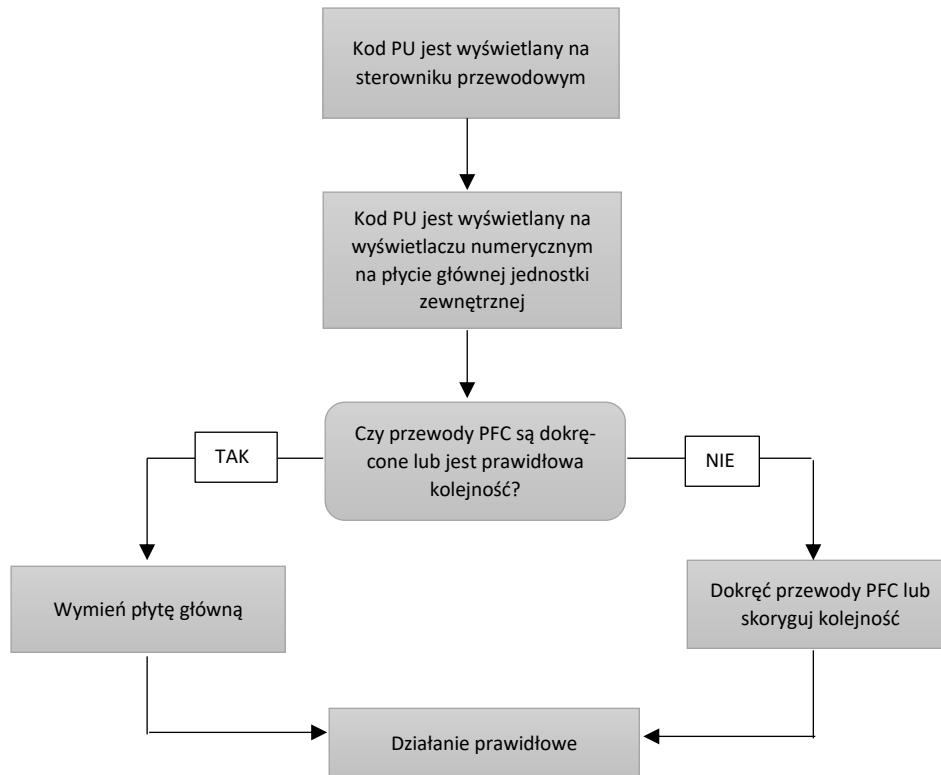 Kod PU jest wyświetlany na
sterowniku przewodowym
Kod PU jest wyświetlany na
wyświetlaczu numerycznym
na płycie głównej jednostki
zewnętrznej
Czy przewody PFC są dokrę-
cone lub jest prawidłowa
kolejność?
TAK
NIE
Wymień płytę główną
Dokręć przewody PFC lub
skoryguj kolejność
Działanie prawidłowe